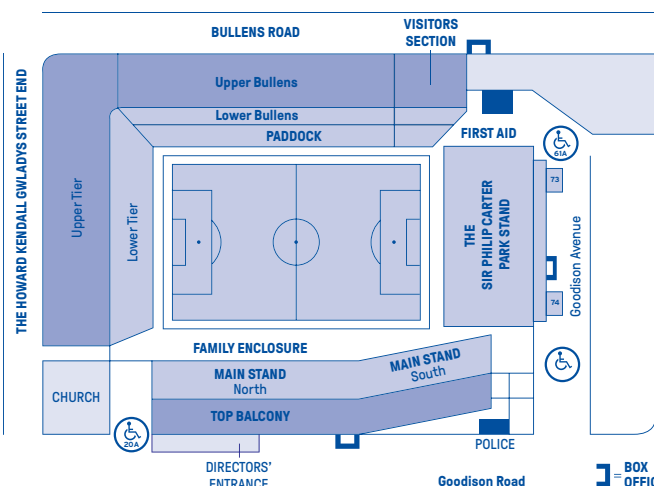 BULLENS ROAD
VISITORS
SECTION
Upper Bullens
Lower Bullens
PADDOCK
FIRST AID
61A
THE HOWARD KENDALL GWLADYS STREET END
Upper Tier
Lower Tier
THE
SIR PHILIP CARTER
PARK STAND
73
74
Goodison Avenue
FAMILY ENCLOSURE
MAIN STAND
North
MAIN STAND
South
TOP BALCONY
CHURCH
20A
POLICE
DIRECTORS'
ENTRANCE
Goodison Road
= BOX
OFFIC